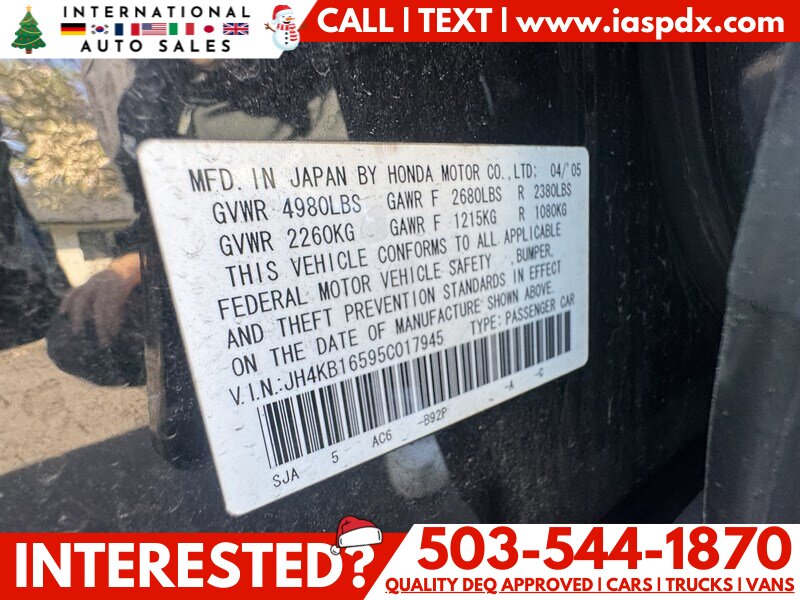 INTERNATIONAL
AUTO SALES
CALL | TEXT | www.iaspdx.com
MFD. IN JAPAN BY HONDA MOTOR CO., LTD: 04/'05
GVWR 4980LBS GAWR F 2680LBS R 2380LBS
GVWR 2260KG GAWR F 1215KG R 1080KG
THIS VEHICLE CONFORMS TO ALL APPLICABLE
FEDERAL MOTOR VEHICLE SAFETY .BUMPER,
AND THEFT PREVENTION STANDARDS IN EFFECT
ON THE DATE OF MANUFACTURE SHOWN ABOVE.
V.I.N.:JH4KB16595C017945 TYPE: PASSENGER CAR
SJA 5 AC6 -B92P -A -C
INTERESTED?
503-544-1870
QUALITY DEQ APPROVED | CARS | TRUCKS | VANS